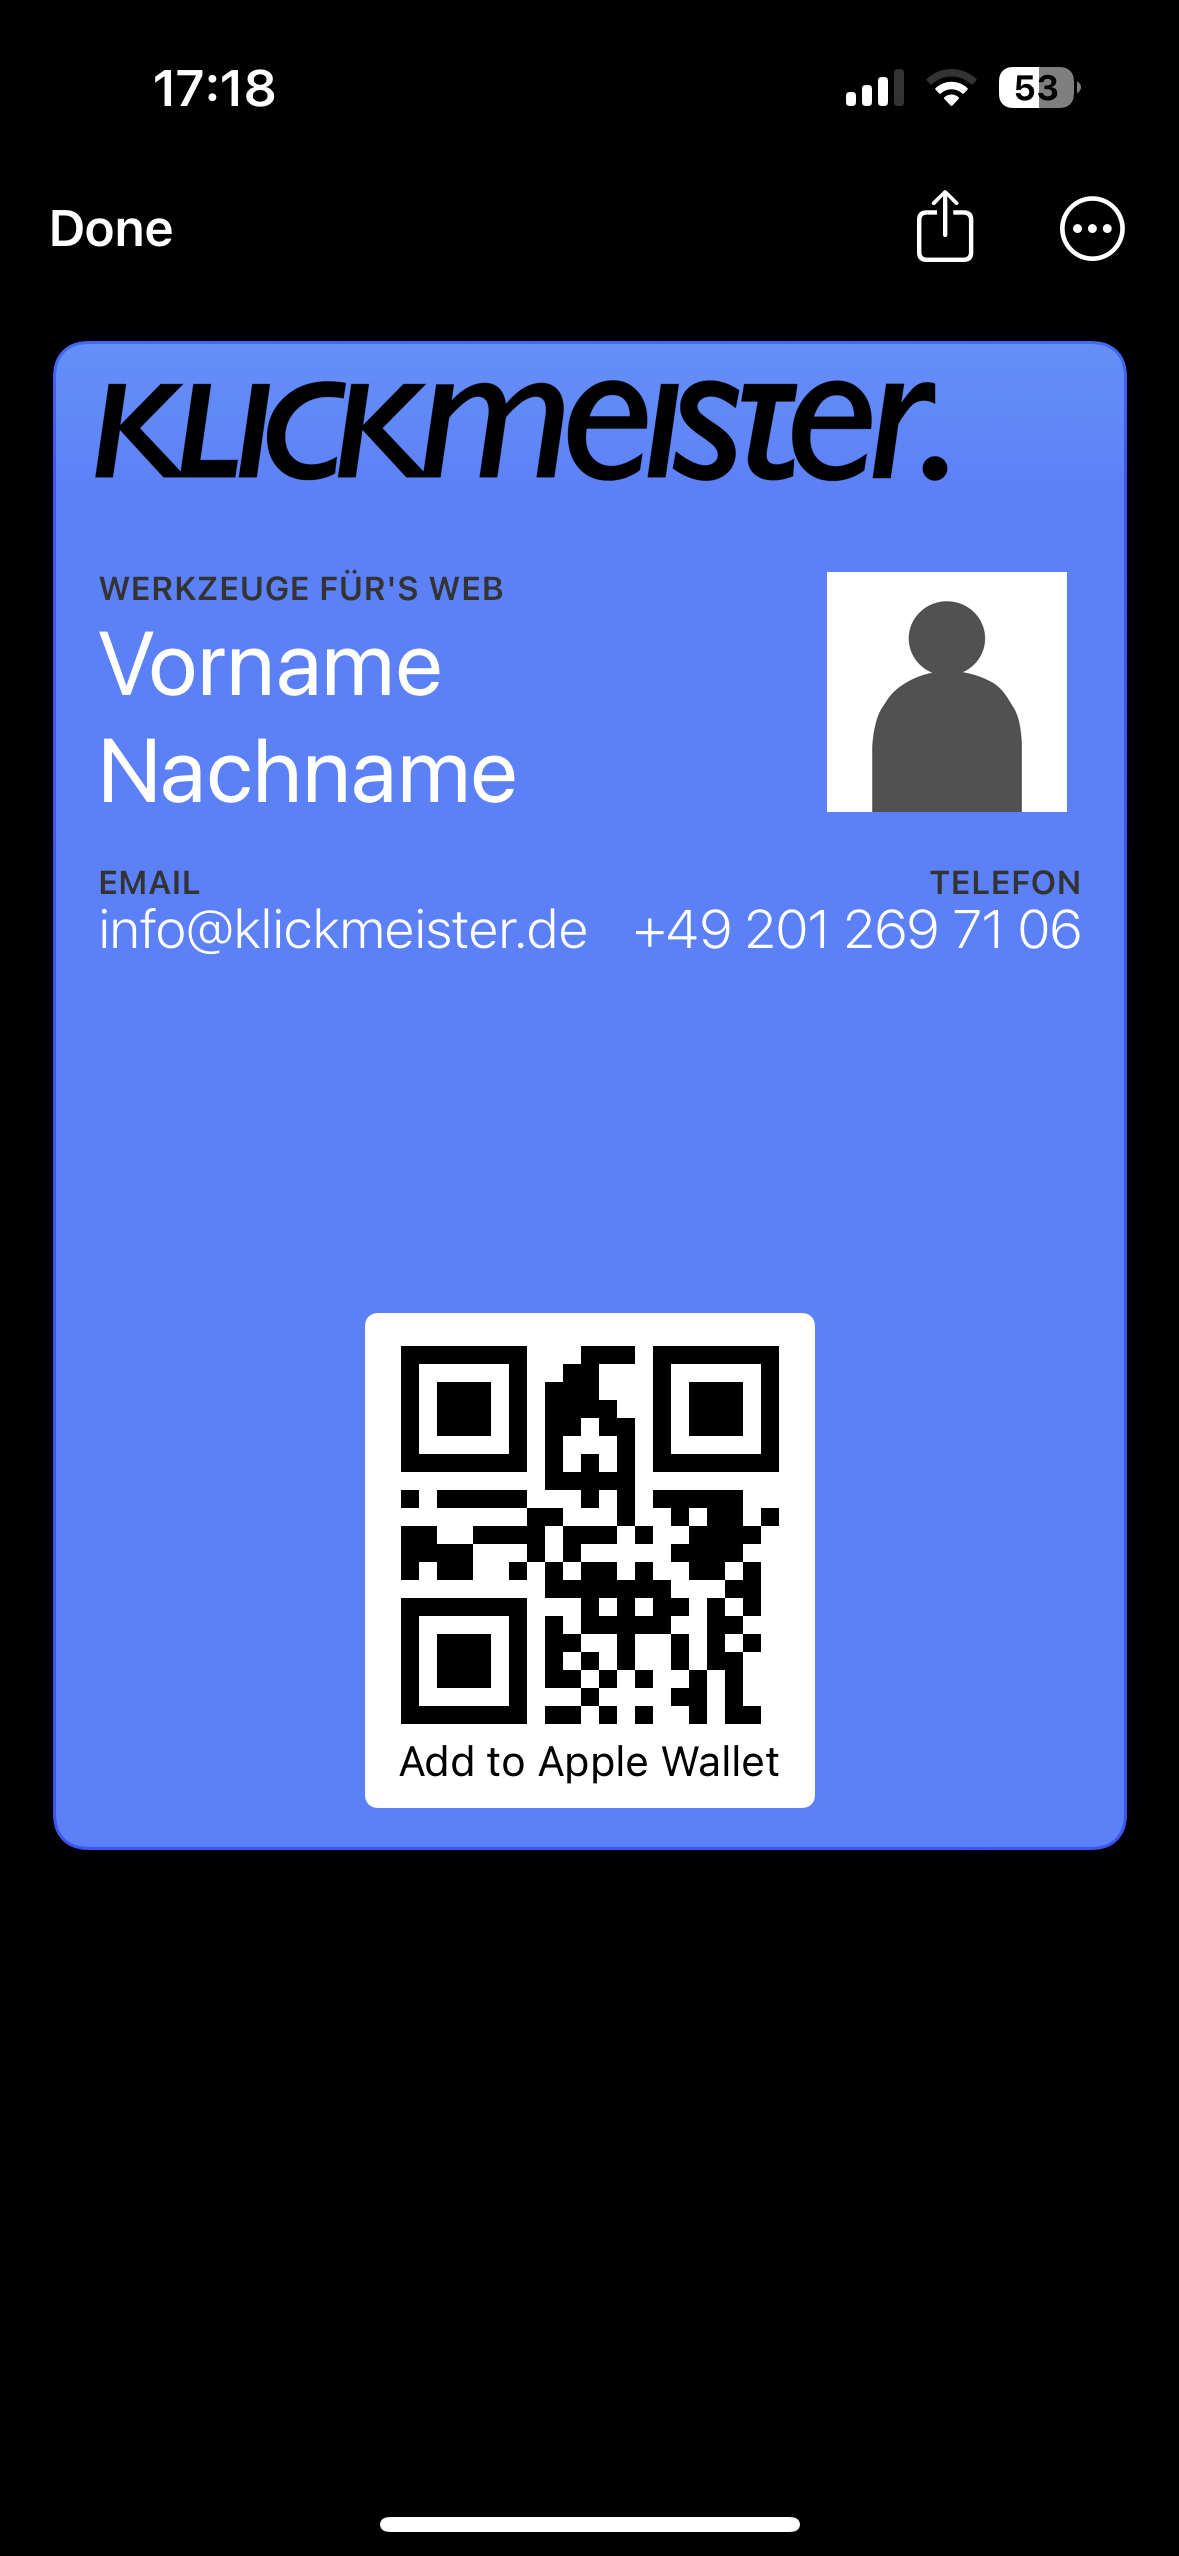 17:18
53
Done
KLICKmeister.
WERKZEUGE FÜR'S WEB
Vorname
Nachname
EMAIL
TELEFON
info@klickmeister.de
+49 201 269 71 06
Add to Apple Wallet